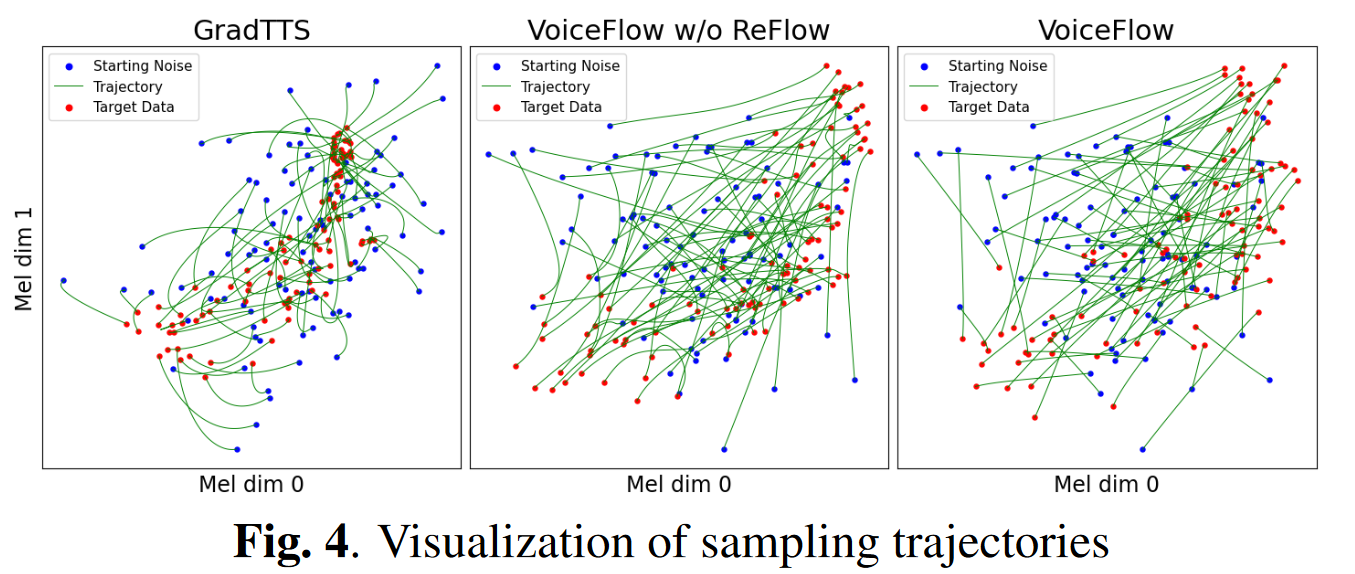 GradTTS
Starting Noise
Trajectory
Target Data
VoiceFlow w/o ReFlow
Starting Noise
Trajectory
Target Data
VoiceFlow
Starting Noise
Trajectory
Target Data
Mel dim 1
Mel dim 0
Mel dim 0
Mel dim 0
Fig. 4. Visualization of sampling trajectories